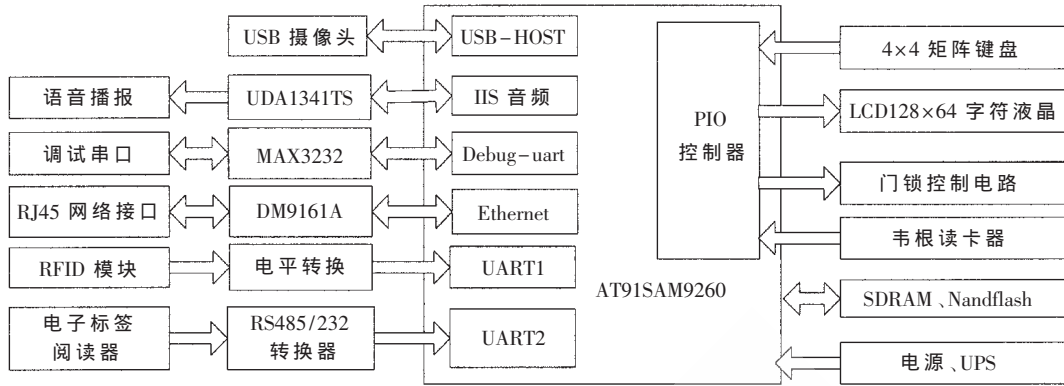 USB 摄像头
USB-HOST
4×4 矩阵键盘
语音播报
UDA1341TS
IIS 音频
PIO
控制器
LCD128×64 字符液晶
调试串口
MAX3232
Debug-uart
RJ45 网络接口
DM9161A
Ethernet
门锁控制电路
韦根读卡器
RFID 模块
电平转换
UART1
AT91SAM9260
SDRAM、Nandflash
电子标签
阅读器
RS485/232
转换器
UART2
电源、UPS